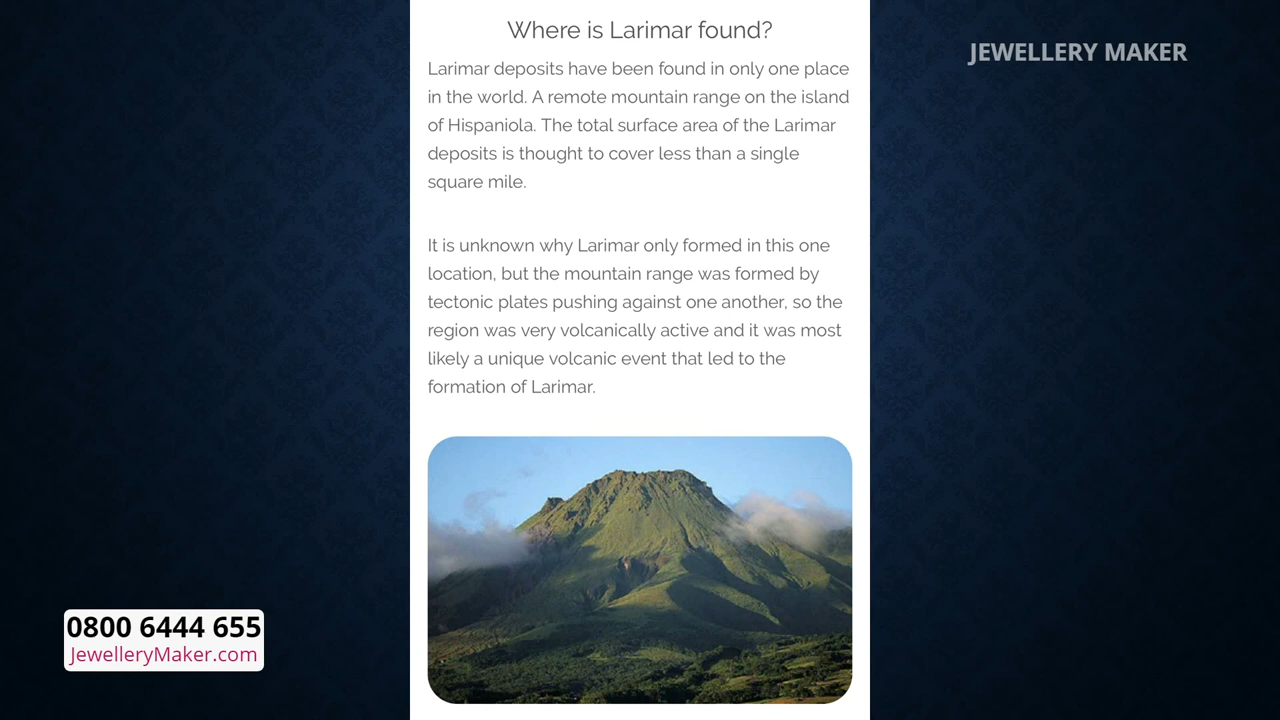 Where is Larimar found?
JEWELLERY MAKER
Larimar deposits have been found in only one place
in the world. A remote mountain range on the island
of Hispaniola. The total surface area of the Larimar
deposits is thought to cover less than a single
square mile.
It is unknown why Larimar only formed in this one
location, but the mountain range was formed by
tectonic plates pushing against one another, so the
region was very volcanically active and it was most
likely a unique volcanic event that led to the
formation of Larimar.
0800 6444 655
JewelleryMaker.com